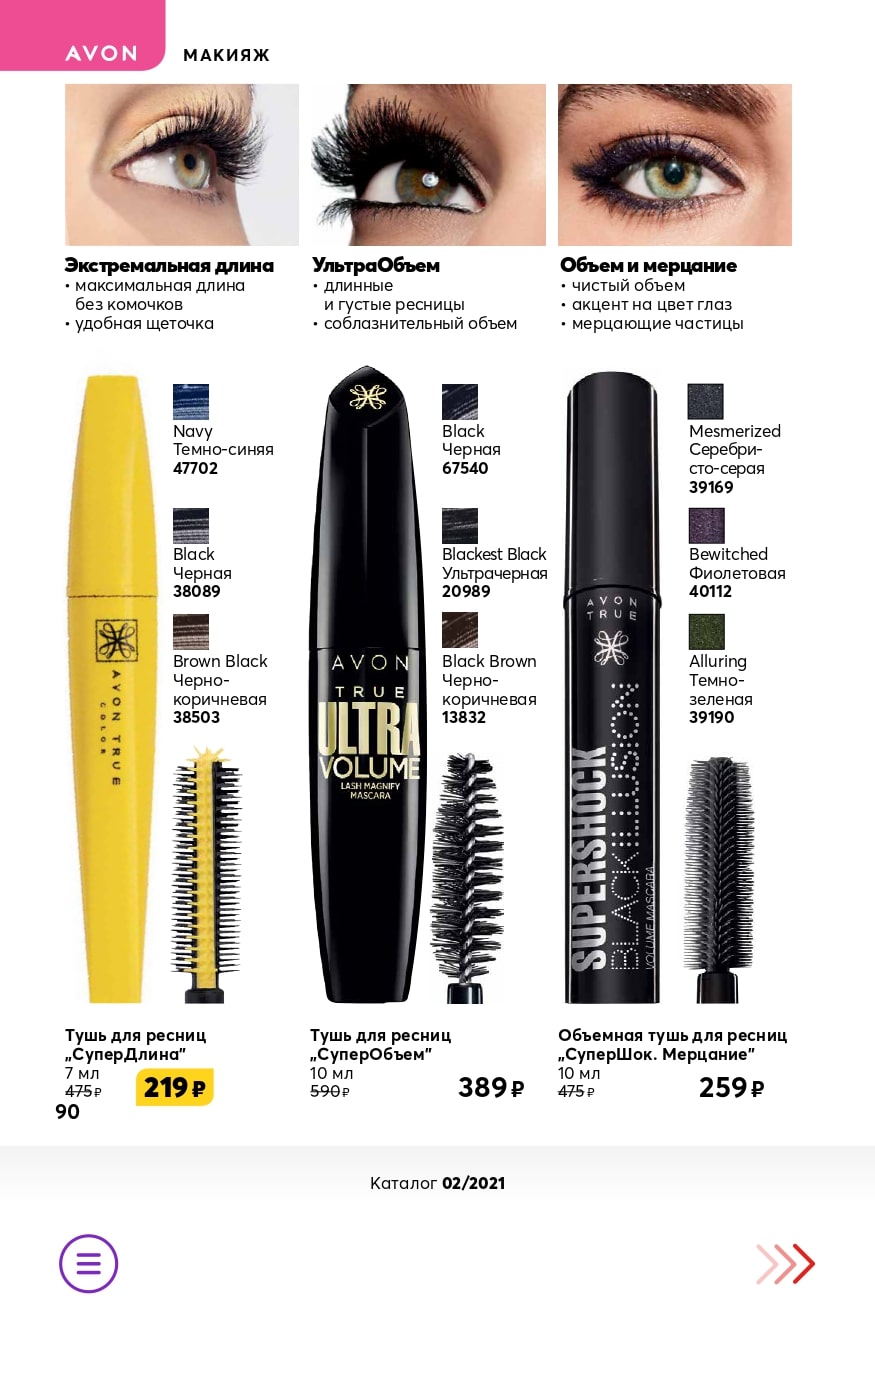 AVON
МАКИЯЖ
Экстремальная длина
• максимальная длина
без комочков
• удобная щеточка
УльтраОбъем
• длинные
и густые ресницы
• соблазнительный объем
Объем и мерцание
• чистый объем
• акцент на цвет глаз
• мерцающие частицы
Navy
Темно-синяя
47702
Black
Черная
38089
Brown Black
Черно-
коричневая
38503
AVON TRUE
COLOR
Black
Черная
67540
Blackest Black
Ультрачерная
20989
Black Brown
Черно-
коричневая
13832
AVON
TRUE
ULTRA
VOLUME
LASH MAGNIFY
MASCARA
Mesmerized
Серебри-
сто-серая
39169
Bewitched
Фиолетовая
40112
Alluring
Темно-
зеленая
39190
AVON
TRUE
SUPERSHOCK
BLACK ILLUSION
VOLUME MASCARA
Тушь для ресниц
„СуперДлина"
7 мл
475 ₽
219 ₽
Тушь для ресниц
„СуперОбъем"
10 мл
590 ₽
389 ₽
Объемная тушь для ресниц
„СуперШок. Мерцание"
10 мл
475 ₽
259 ₽
90
Каталог 02/2021